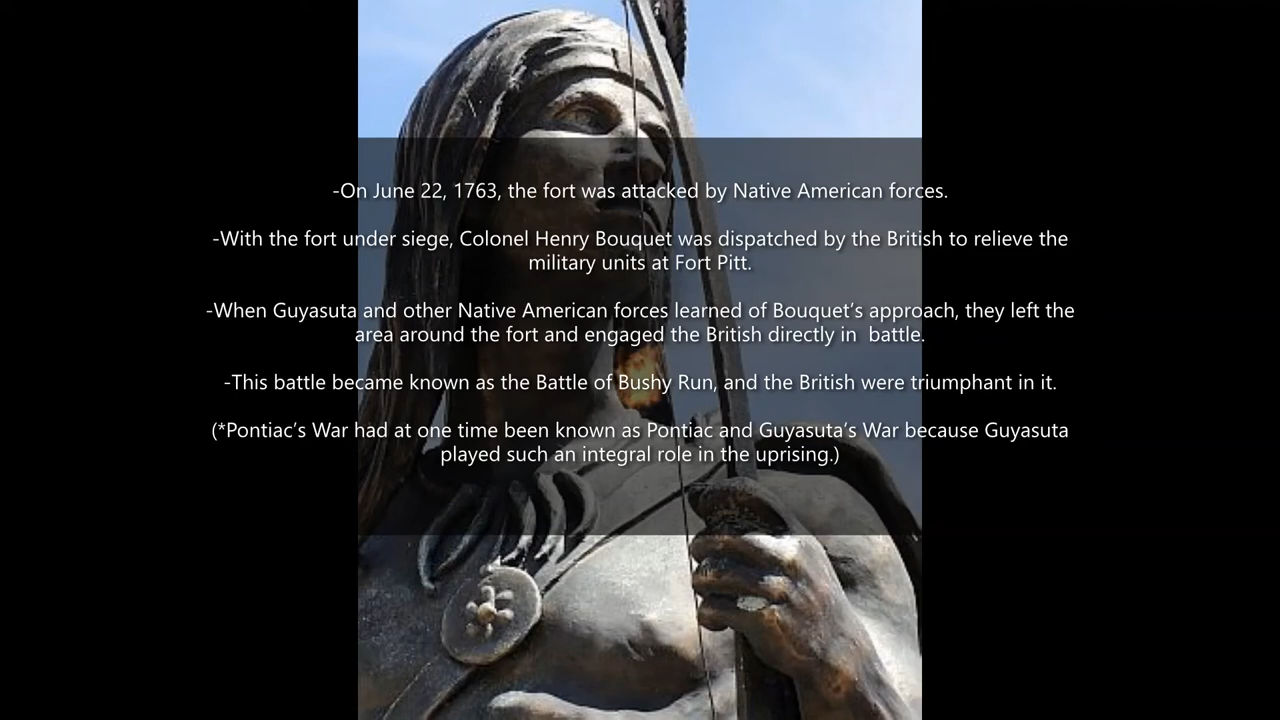 -On June 22, 1763, the fort was attacked by Native American forces.
-With the fort under siege, Colonel Henry Bouquet was dispatched by the British to relieve the
military units at Fort Pitt.
-When Guyasuta and other Native American forces learned of Bouquet’s approach, they left the
area around the fort and engaged the British directly in  battle.
-This battle became known as the Battle of Bushy Run, and the British were triumphant in it.
(*Pontiac’s War had at one time been known as Pontiac and Guyasuta’s War because Guyasuta
played such an integral role in the uprising.)